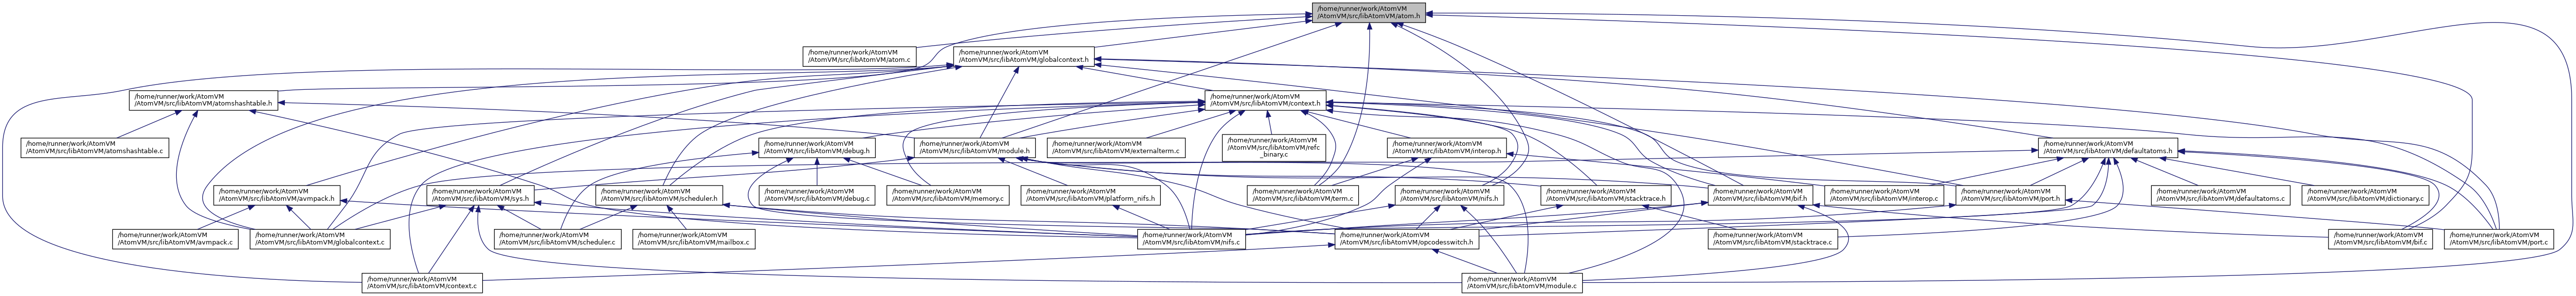 /home/runner/work/AtomVM
/AtomVM/src/libAtomVM/atom.h
/home/runner/work/AtomVM
/AtomVM/src/libAtomVM/atom.c
/home/runner/work/AtomVM
/AtomVM/src/libAtomVM/globalcontext.h
/home/runner/work/AtomVM
/AtomVM/src/libAtomVM/atomshashtable.h
/home/runner/work/AtomVM
/AtomVM/src/libAtomVM/context.h
/home/runner/work/AtomVM
/AtomVM/src/libAtomVM/atomshashtable.c
/home/runner/work/AtomVM
/AtomVM/src/libAtomVM/debug.h
/home/runner/work/AtomVM
/AtomVM/src/libAtomVM/module.h
/home/runner/work/AtomVM
/AtomVM/src/libAtomVM/externalterm.c
/home/runner/work/AtomVM
/AtomVM/src/libAtomVM/refc
_binary.c
/home/runner/work/AtomVM
/AtomVM/src/libAtomVM/interop.h
/home/runner/work/AtomVM
/AtomVM/src/libAtomVM/defaultatoms.h
/home/runner/work/AtomVM
/AtomVM/src/libAtomVM/avmpack.h
/home/runner/work/AtomVM
/AtomVM/src/libAtomVM/sys.h
/home/runner/work/AtomVM
/AtomVM/src/libAtomVM/scheduler.h
/home/runner/work/AtomVM
/AtomVM/src/libAtomVM/debug.c
/home/runner/work/AtomVM
/AtomVM/src/libAtomVM/memory.c
/home/runner/work/AtomVM
/AtomVM/src/libAtomVM/platform_nifs.h
/home/runner/work/AtomVM
/AtomVM/src/libAtomVM/term.c
/home/runner/work/AtomVM
/AtomVM/src/libAtomVM/nifs.h
/home/runner/work/AtomVM
/AtomVM/src/libAtomVM/stacktrace.h
/home/runner/work/AtomVM
/AtomVM/src/libAtomVM/bif.h
/home/runner/work/AtomVM
/AtomVM/src/libAtomVM/interop.c
/home/runner/work/AtomVM
/AtomVM/src/libAtomVM/port.h
/home/runner/work/AtomVM
/AtomVM/src/libAtomVM/defaultatoms.c
/home/runner/work/AtomVM
/AtomVM/src/libAtomVM/dictionary.c
/home/runner/work/AtomVM
/AtomVM/src/libAtomVM/avmpack.c
/home/runner/work/AtomVM
/AtomVM/src/libAtomVM/globalcontext.c
/home/runner/work/AtomVM
/AtomVM/src/libAtomVM/scheduler.c
/home/runner/work/AtomVM
/AtomVM/src/libAtomVM/mailbox.c
/home/runner/work/AtomVM
/AtomVM/src/libAtomVM/nifs.c
/home/runner/work/AtomVM
/AtomVM/src/libAtomVM/opcodesswitch.h
/home/runner/work/AtomVM
/AtomVM/src/libAtomVM/stacktrace.c
/home/runner/work/AtomVM
/AtomVM/src/libAtomVM/bif.c
/home/runner/work/AtomVM
/AtomVM/src/libAtomVM/port.c
/home/runner/work/AtomVM
/AtomVM/src/libAtomVM/context.c
/home/runner/work/AtomVM
/AtomVM/src/libAtomVM/module.c